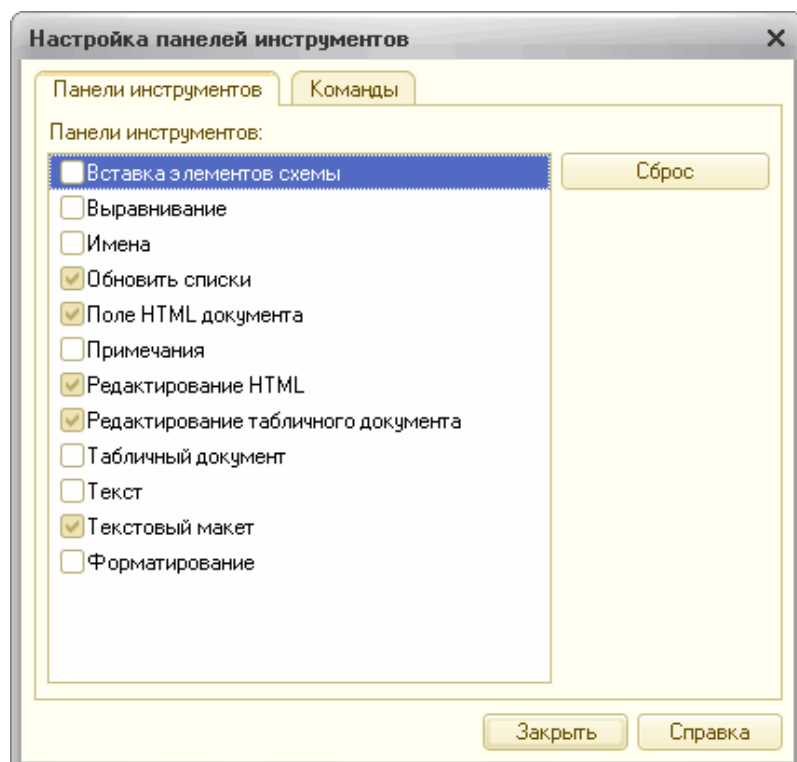 Настройка панелей инструментов
Панели инструментов
Команды
Панели инструментов:
Вставка элементов схемы
Сброс
Выравнивание
Имена
Обновить списки
Поле HTML документа
Примечания
Редактирование HTML
Редактирование табличного документа
Табличный документ
Текст
Текстовый макет
Форматирование
Закрыть
Справка